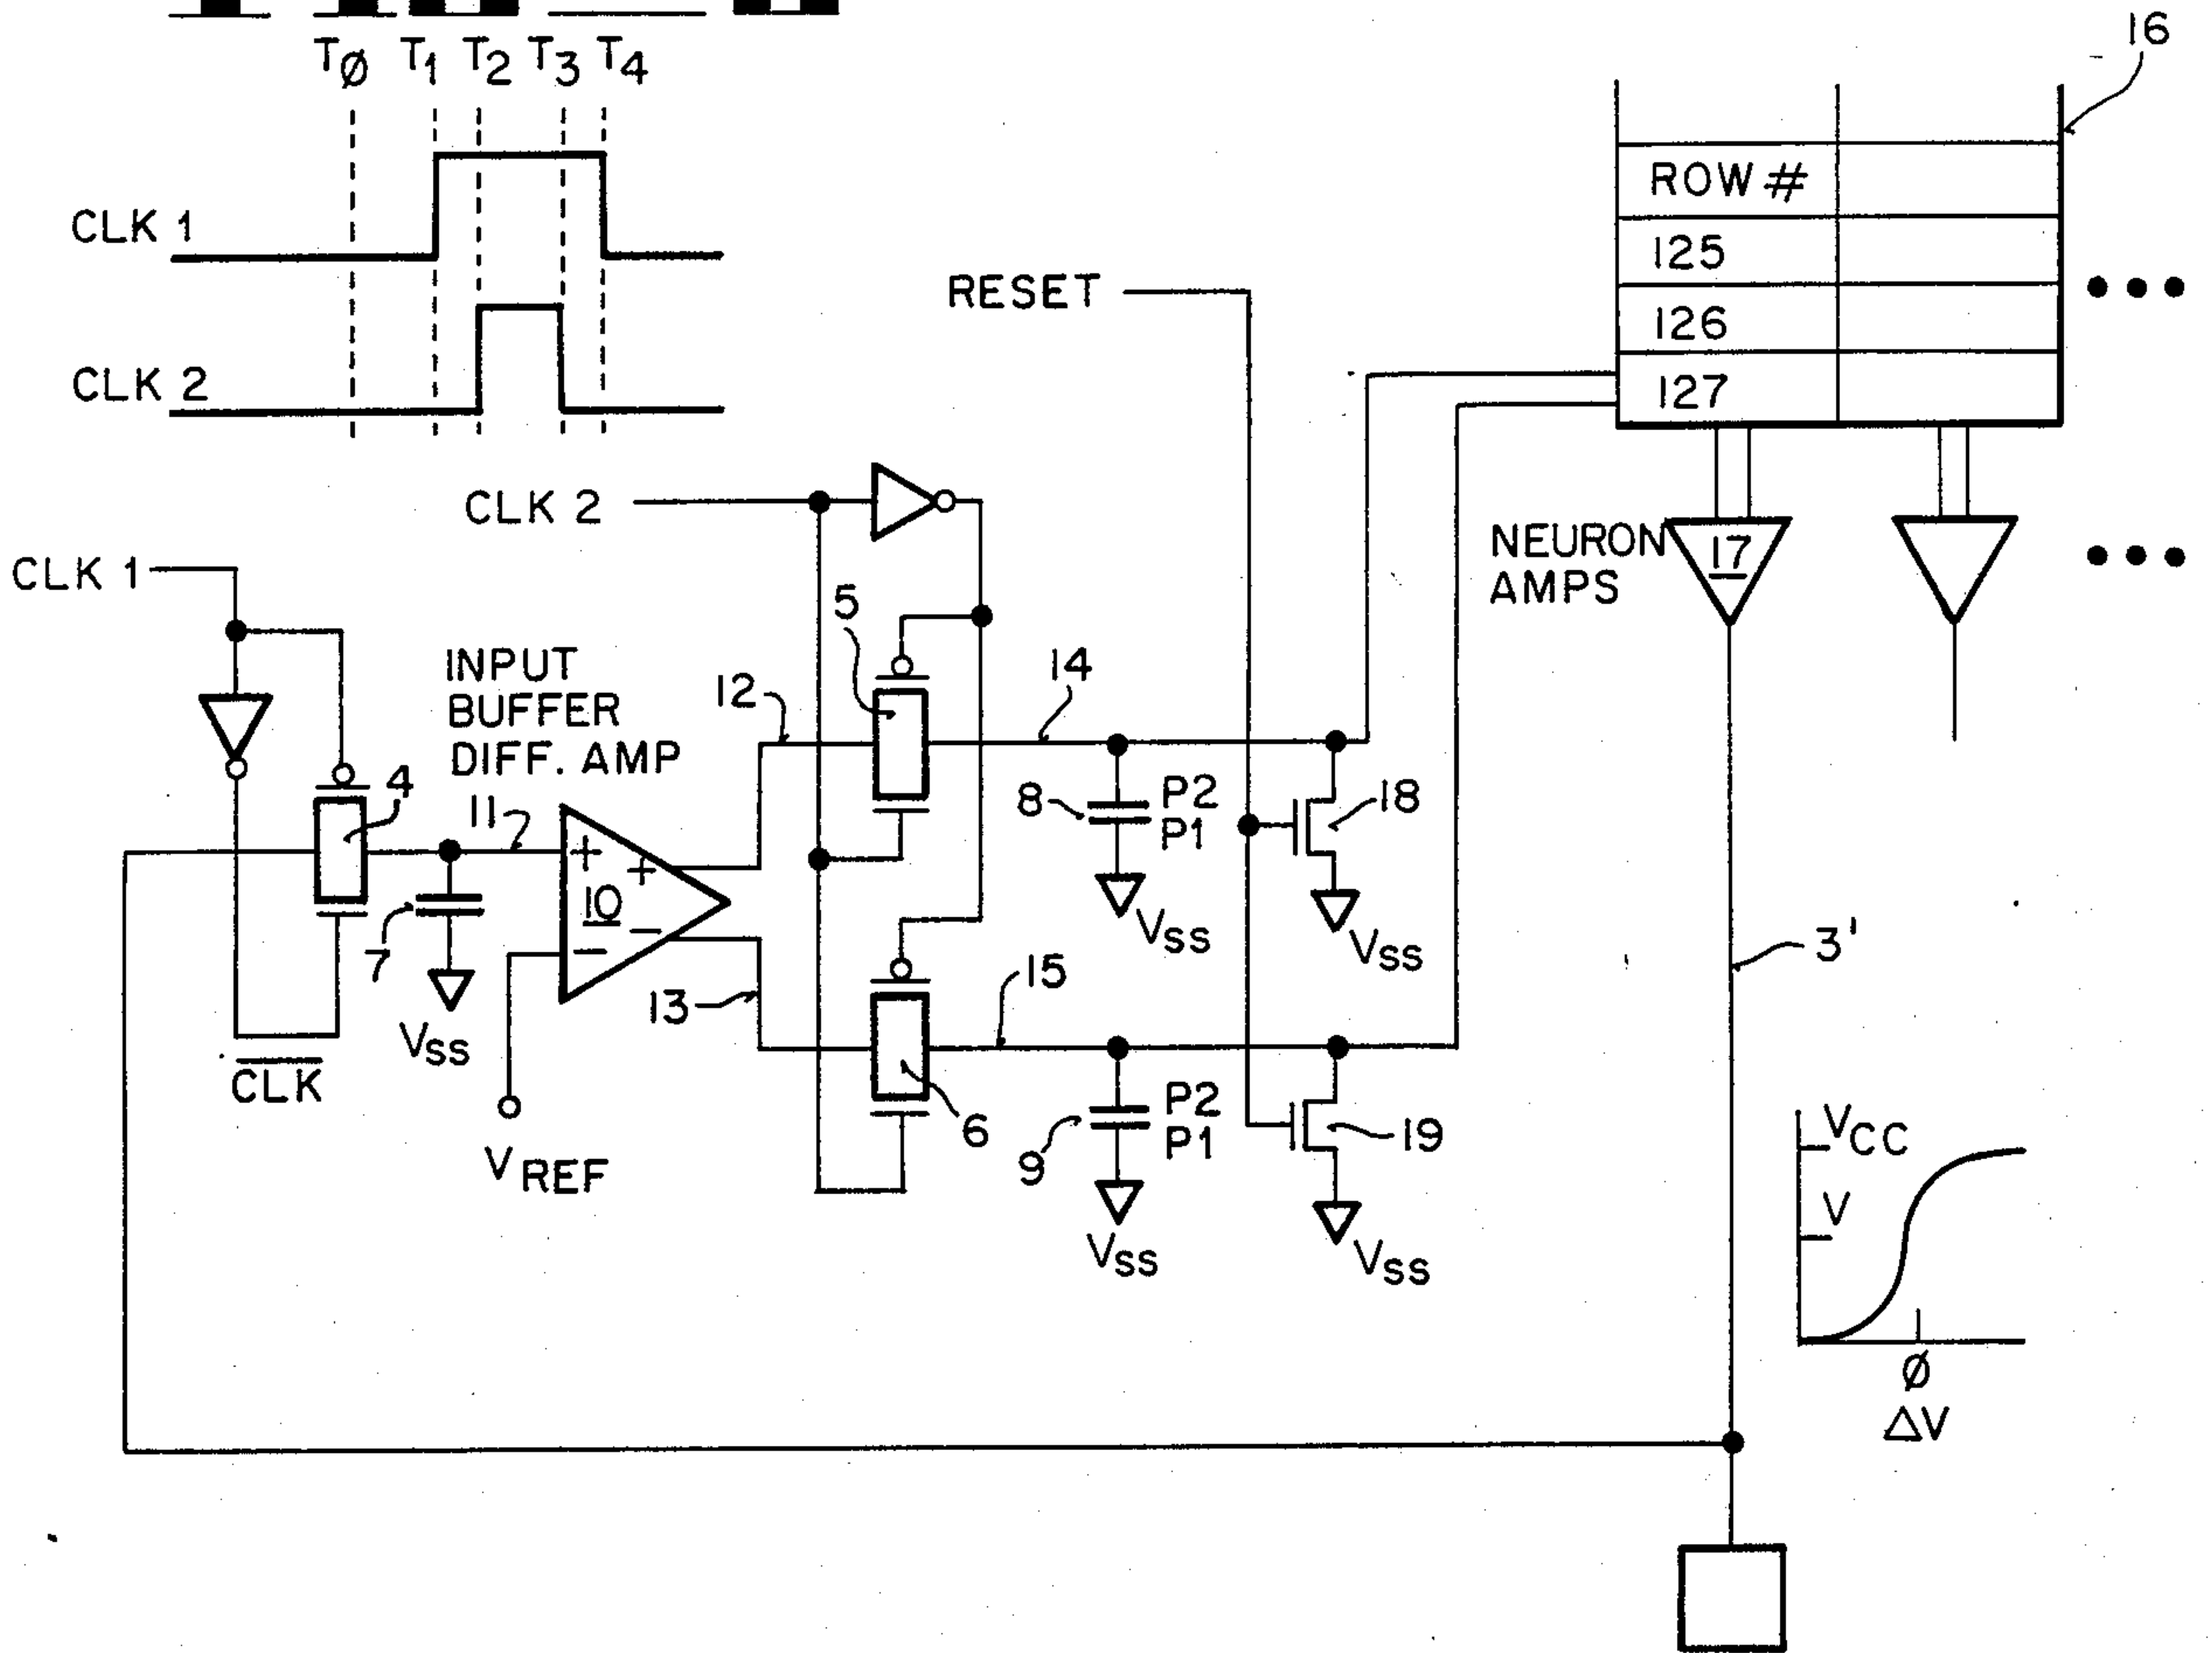 TØ T1 T2 T3 T4
16
CLK 1
ROW #
125
126
127
RESET
CLK 2
CLK 2
CLK 1
NEURON
AMPS
17
5
INPUT
BUFFER
DIFF. AMP
12
14
4
11
8
P2
P1
18
+
+
10
-
-
7
VSS
VSS
VSS
3'
13
15
CLK
6
9
P2
P1
19
VREF
VSS
VSS
VCC
V
Ø
ΔV